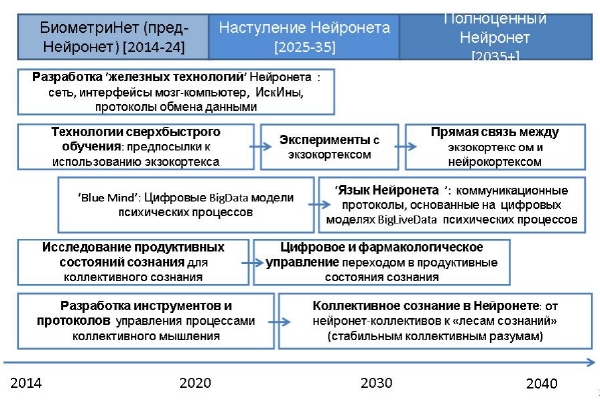 БиометриНет (пред-
Нейронет) [2014-24]
Наступление Нейронета
[2025-35]
Полноценный
Нейронет
[2035+]
Разработка ‘железных технологий’ Нейронета :
сеть, интерфейсы мозг-компьютер, ИскИны,
протоколы обмена данными
Технологии сверхбыстрого
обучения: предпосылки к
использованию экзокортекса
Эксперименты с
экзокортексом
Прямая связь между
экзокортекс ом и
нейрокортексом
‘Blue Mind’: Цифровые BigData модели
психических процессов
‘Язык Нейронета ’: коммуникационные
протоколы, основанные на цифровых
моделях BigLiveData психических процессов
Исследование продуктивных
состояний сознания для
коллективного сознания
Цифровое и фармакологическое
управление переходом в продуктивные
состояния сознания
Разработка инструментов и
протоколов управления процессами
коллективного мышления
Коллективное сознание в Нейронете: от
нейронет-коллективов к «лесам сознаний»
(стабильным коллективным разумам)
2014
2020
2030
2040